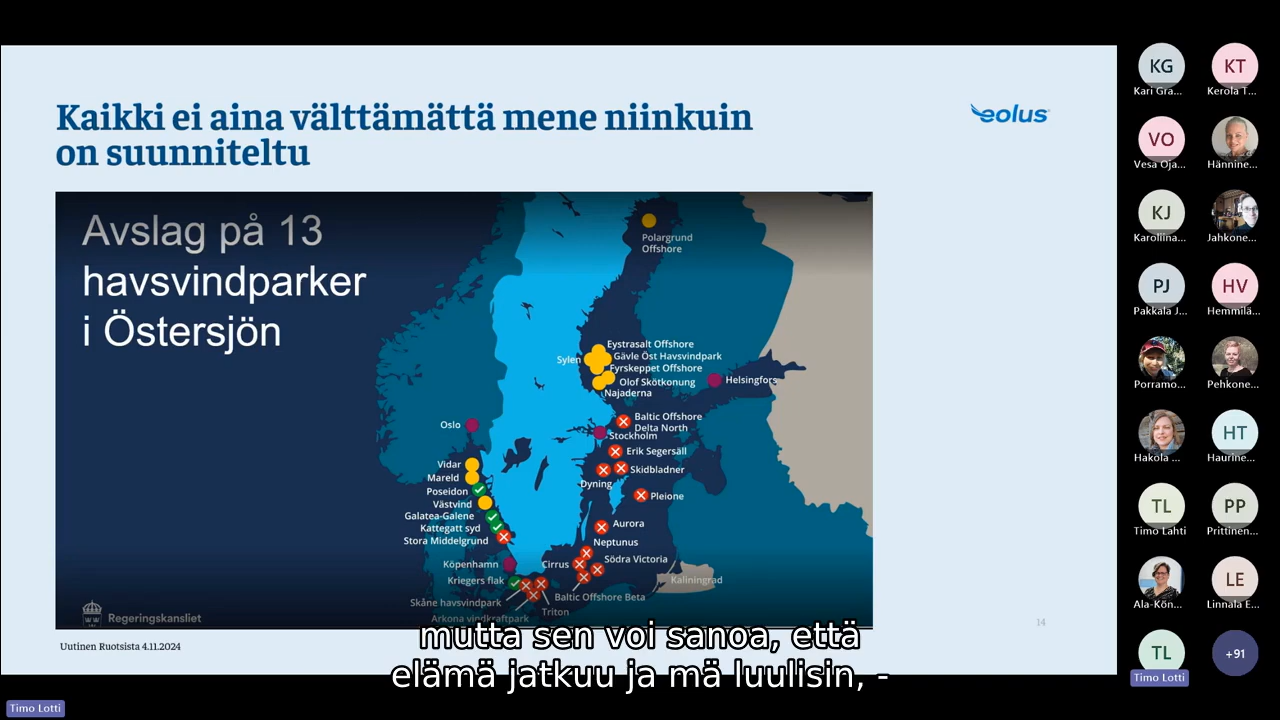 Kaikki ei aina välttämättä mene niinkuin
on suunniteltu
eolus
Avslag på 13
havsvindparker
i Östersjön
Polargrund
Offshore
Eystrasalt Offshore
Sylen
Gävle Öst Havsvindpark
Fyrskeppet Offshore
Olof Skötkonung
Najaderna
Helsingfors
Baltic Offshore
Delta North
Stockholm
Oslo
Erik Segersäll
Skidbladner
Dyning
Vidar
Mareld
Poseidon
Pleione
Västvind
Galatea-Galene
Kattegatt syd
Aurora
Stora Middelgrund
Neptunus
Södra Victoria
Köpenhamn
Cirrus
Kriegers flak
Kaliningrad
Baltic Offshore Beta
Skåne havsvindpark
Triton
Arkona vindkraftpark
Regeringskansliet
14
Uutinen Ruotsista 4.11.2024
mutta sen voi sanoa, että
elämä jatkuu ja mä luulisin, -
Timo Lotti
KG
Kari Gra...
KT
Kerola T...
VO
Vesa Oja...
Hännine...
KJ
Karoliina...
Jahkone...
PJ
Pakkala J...
HV
Hemmilä...
Porramo...
Pehkone...
Hakola ...
HT
Haurine...
TL
Timo Lahti
PP
Prittinen...
Ala-Kön...
LE
Linnala E...
TL
Timo Lotti
+91